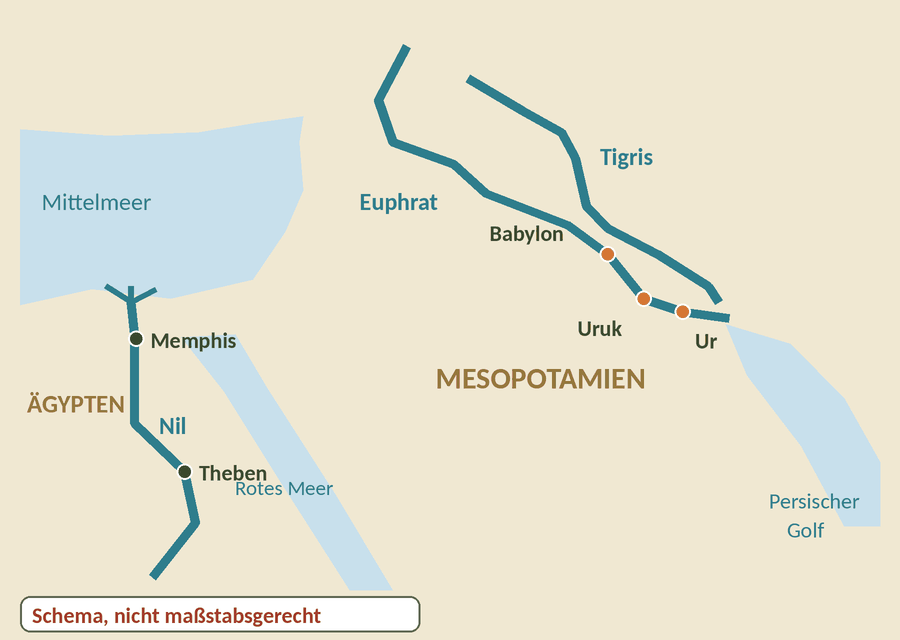 Tigris
Mittelmeer
Euphrat
Babylon
Uruk
Memphis
Ur
MESOPOTAMIEN
ÄGYPTEN
Nil
Theben
Rotes Meer
Persischer
Golf
Schema, nicht maßstabsgerecht